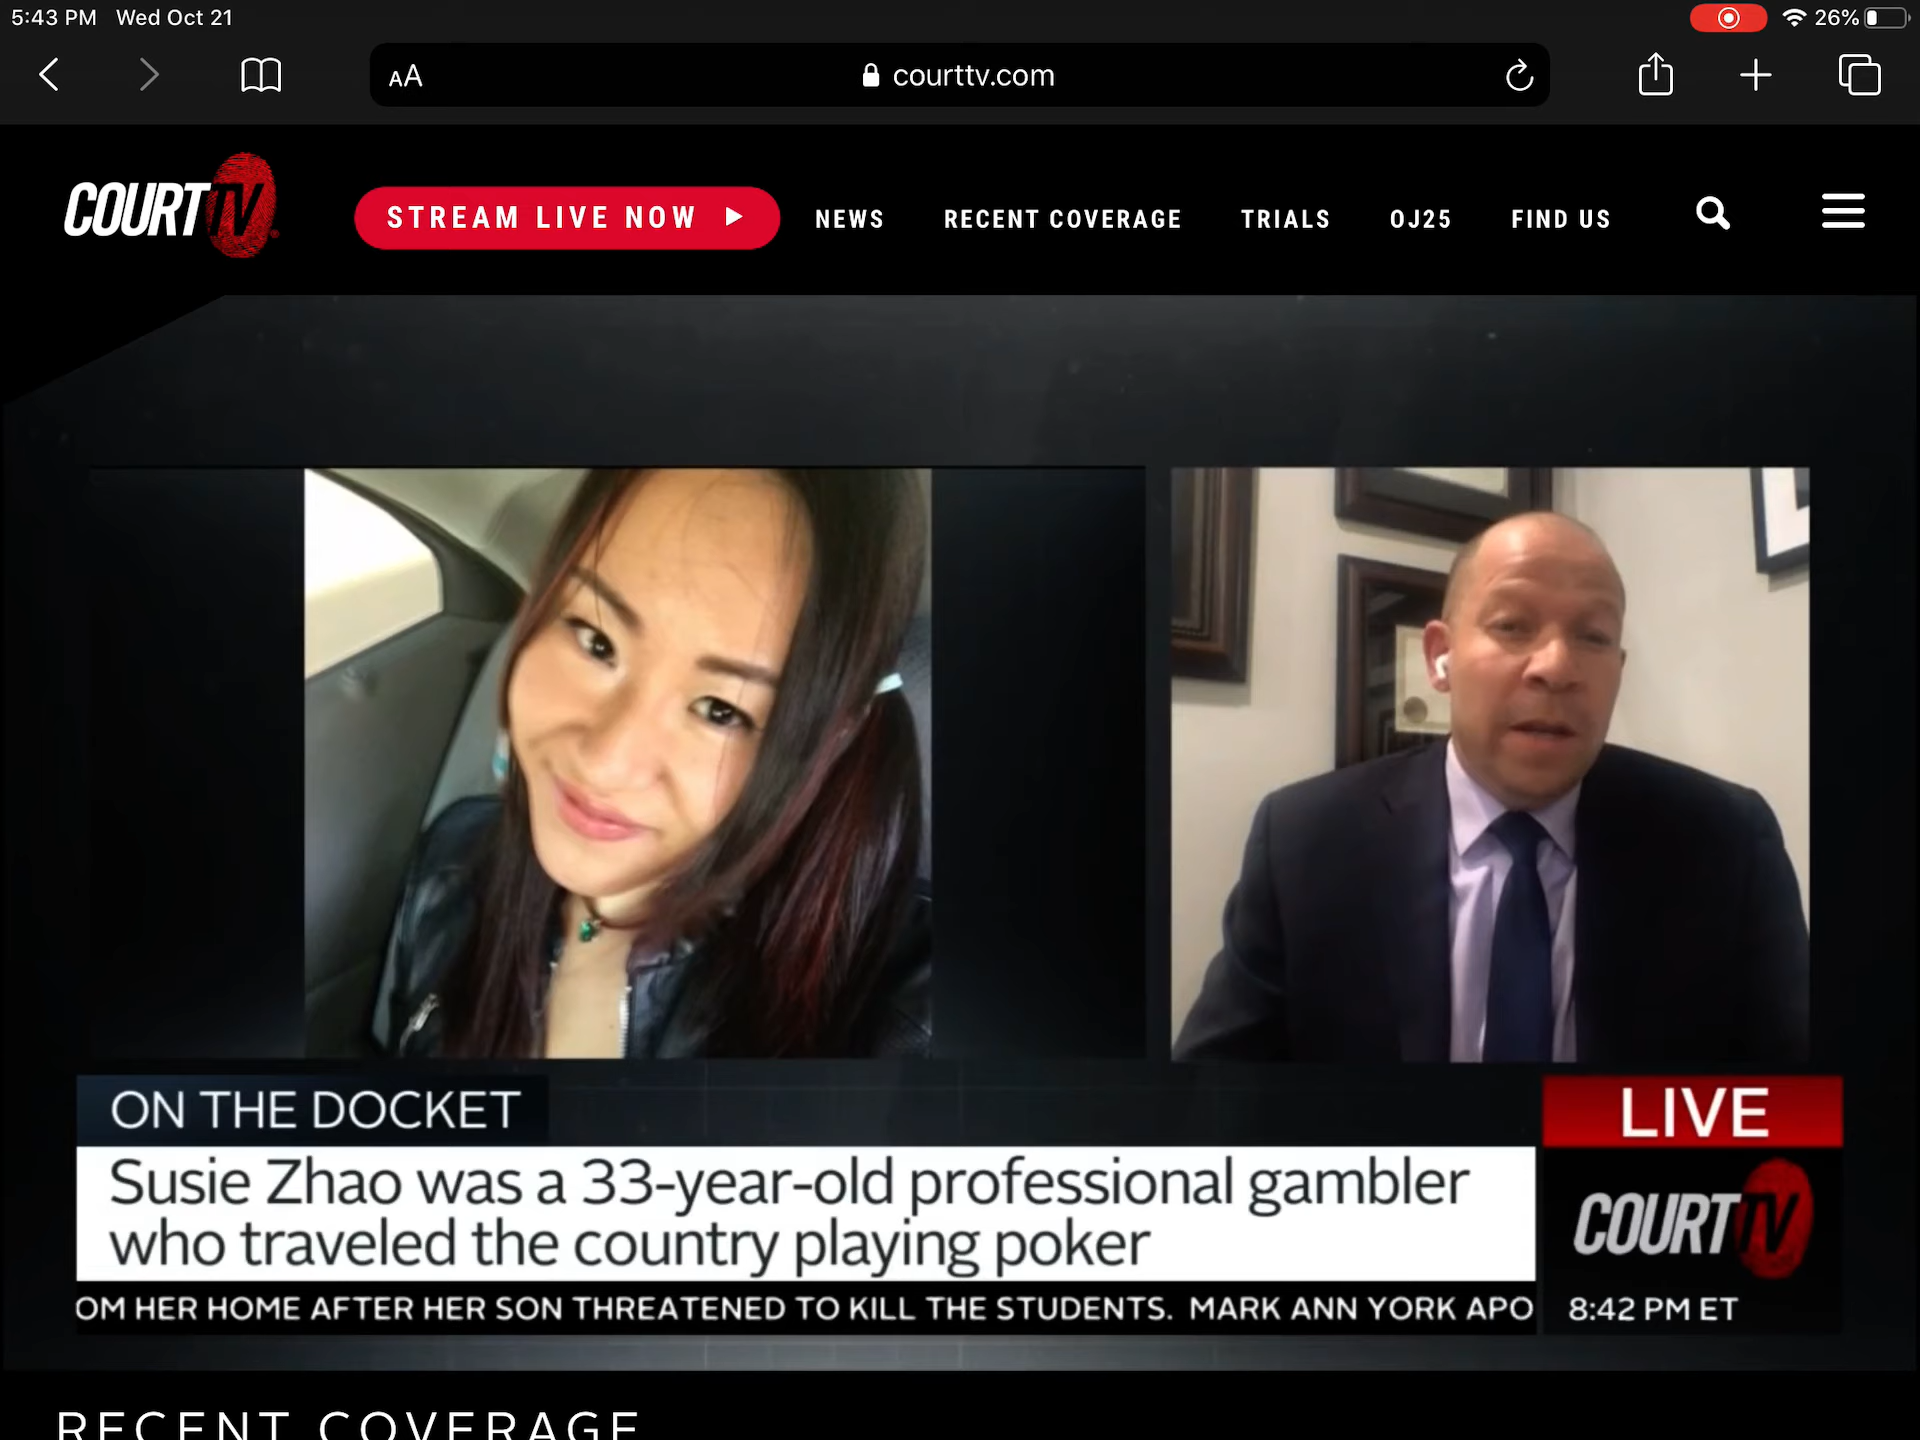 5:43 PM Wed Oct 21
26%
AA
courttv.com
COURT TV
STREAM LIVE NOW
NEWS
RECENT COVERAGE
TRIALS
OJ25
FIND US
ON THE DOCKET
Susie Zhao was a 33-year-old professional gambler
who traveled the country playing poker
OM HER HOME AFTER HER SON THREATENED TO KILL THE STUDENTS. MARK ANN YORK APO
LIVE
COURT TV
8:42 PM ET
RECENT COVERAGE